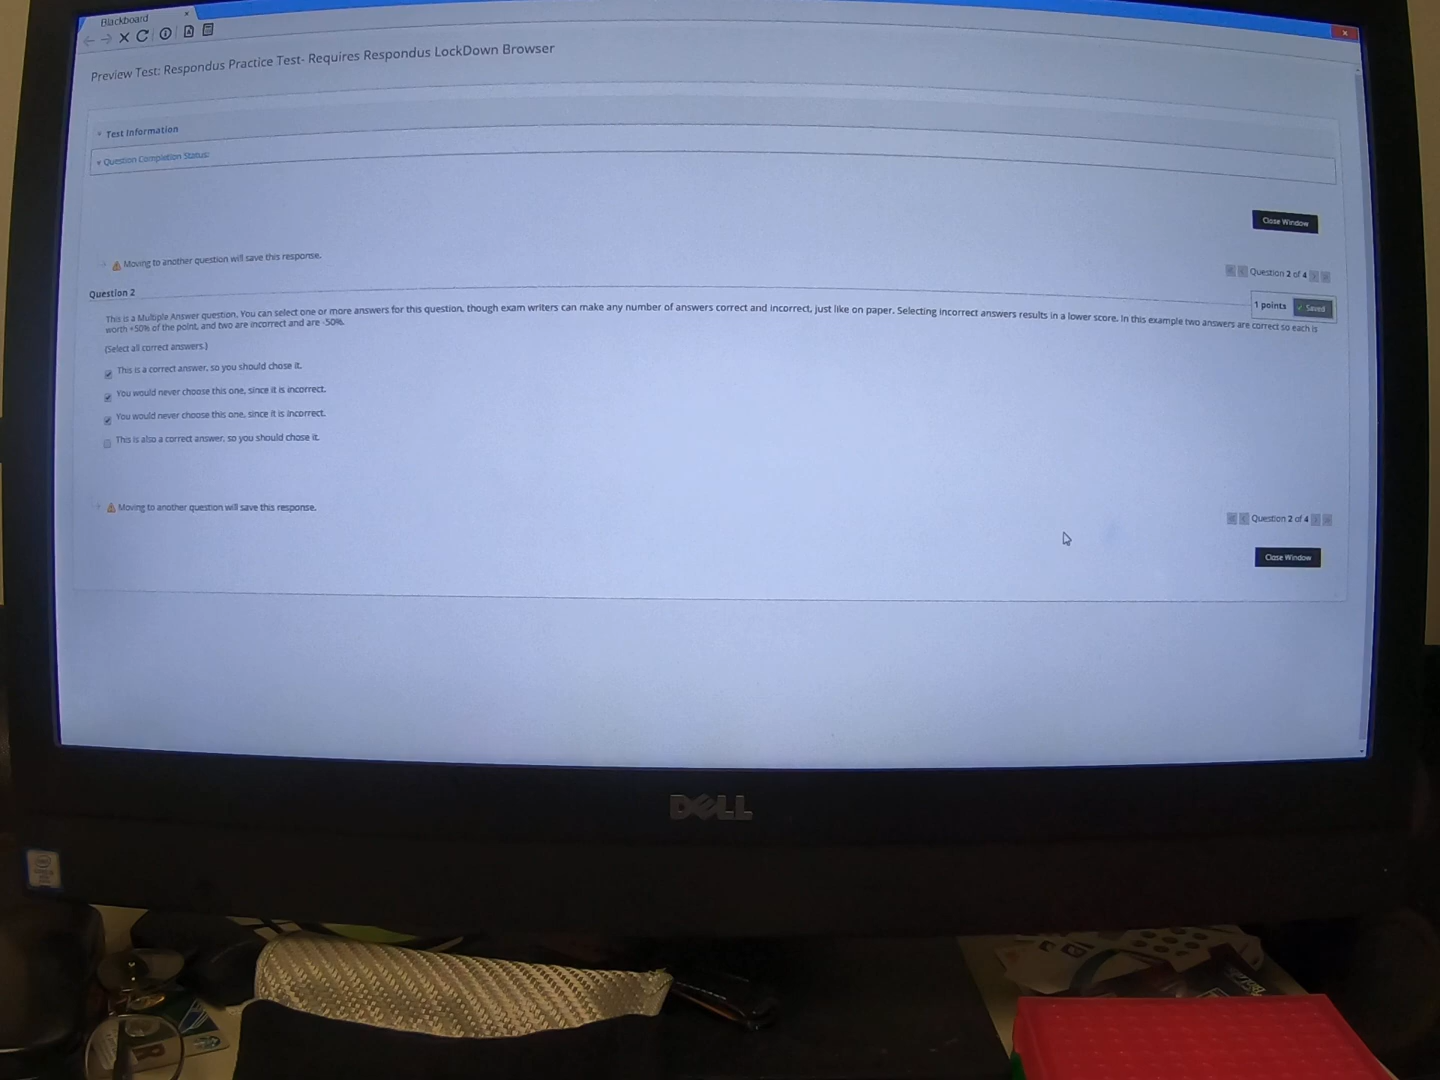 Blackboard
Preview Test: Respondus Practice Test- Requires Respondus LockDown Browser
Test Information
Question Completion Status:
Close Window
Moving to another question will save this response.
Question 2 of 4
Question 2
1 points
Saved
This is a Multiple Answer question. You can select one or more answers for this question, though exam writers can make any number of answers correct and incorrect, just like on paper. Selecting incorrect answers results in a lower score. In this example two answers are correct so each is
worth +50% of the point, and two are incorrect and are -50%.
(Select all correct answers.)
This is a correct answer, so you should chose it.
You would never choose this one, since it is incorrect.
You would never choose this one, since it is incorrect.
This is also a correct answer, so you should chose it.
Moving to another question will save this response.
Question 2 of 4
Close Window
DELL